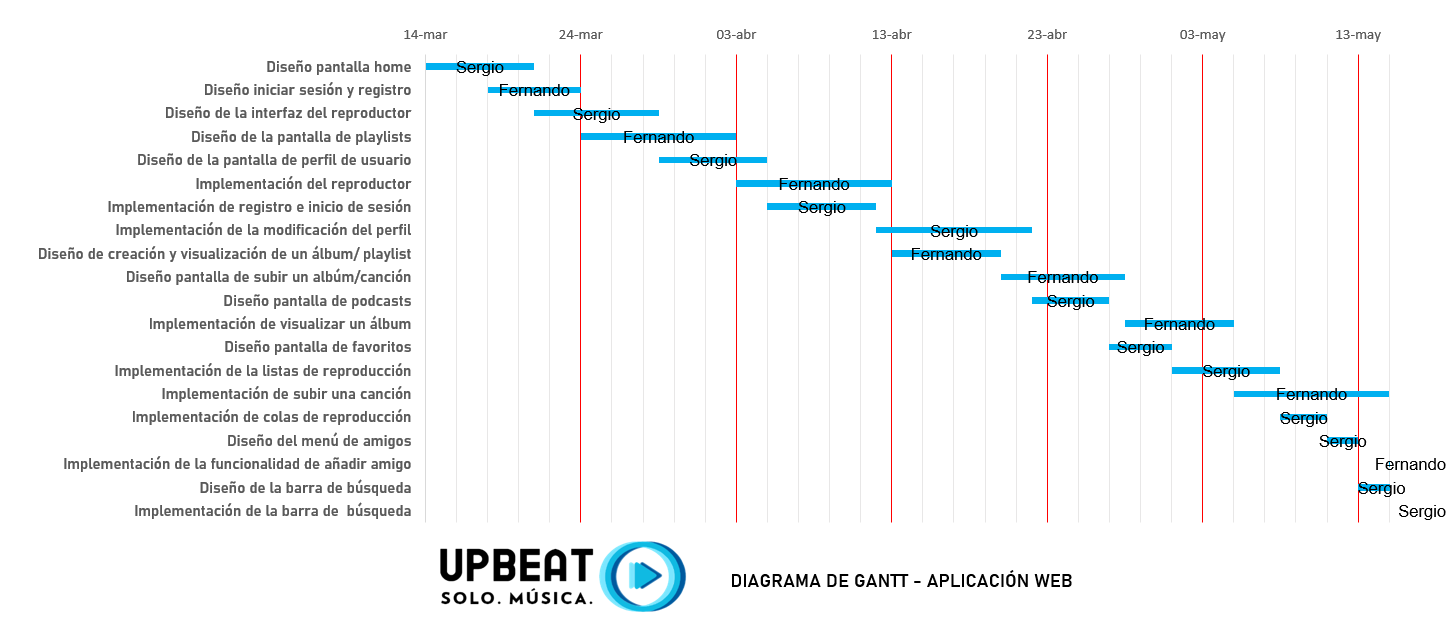 14-mar 24-mar 03-abr 13-abr 23-abr 03-may 13-may
Diseño pantalla home Sergio
Diseño iniciar sesión y registro Fernando
Diseño de la interfaz del reproductor Sergio
Diseño de la pantalla de playlists Fernando
Diseño de la pantalla de perfil de usuario Sergio
Implementación del reproductor Fernando
Implementación de registro e inicio de sesión Sergio
Implementación de la modificación del perfil Sergio
Diseño de creación y visualización de un álbum/ playlist Fernando
Diseño pantalla de subir un albúm/canción Fernando
Diseño pantalla de podcasts Sergio
Implementación de visualizar un álbum Fernando
Diseño pantalla de favoritos Sergio
Implementación de la listas de reproducción Sergio
Implementación de subir una canción Fernando
Implementación de colas de reproducción Sergio
Diseño del menú de amigos Sergio
Implementación de la funcionalidad de añadir amigo Fernando
Diseño de la barra de búsqueda Sergio
Implementación de la barra de  búsqueda Sergio
UPBEAT
SOLO. MÚSICA.
DIAGRAMA DE GANTT - APLICACIÓN WEB